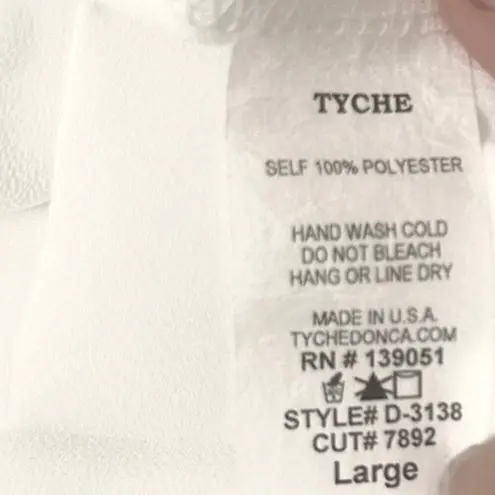 TYCHE
SELF 100% POLYESTER
HAND WASH COLD
DO NOT BLEACH
HANG OR LINE DRY
MADE IN U.S.A.
TYCHEDONCA.COM
RN # 139051
STYLE# D-3138
CUT# 7892
Large